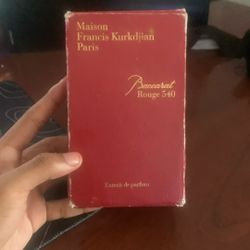 Maison
Francis Kurkdjian
Paris
Baccarat
Rouge 540
Extrait de parfum